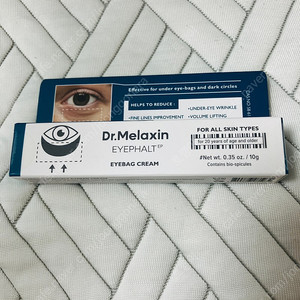 Effective for under eye-bags and dark circles
HELPS TO REDUCE :
•UNDER-EYE WRINKLE
•FINE LINES IMPROVEMENT
•VOLUME LIFTING
Dr.Melaxin
EYEPHALT EP
EYEBAG CREAM
FOR ALL SKIN TYPES
for 20 years of age and older
Net wt. 0.35 oz. / 10g
Contains bio-spicules